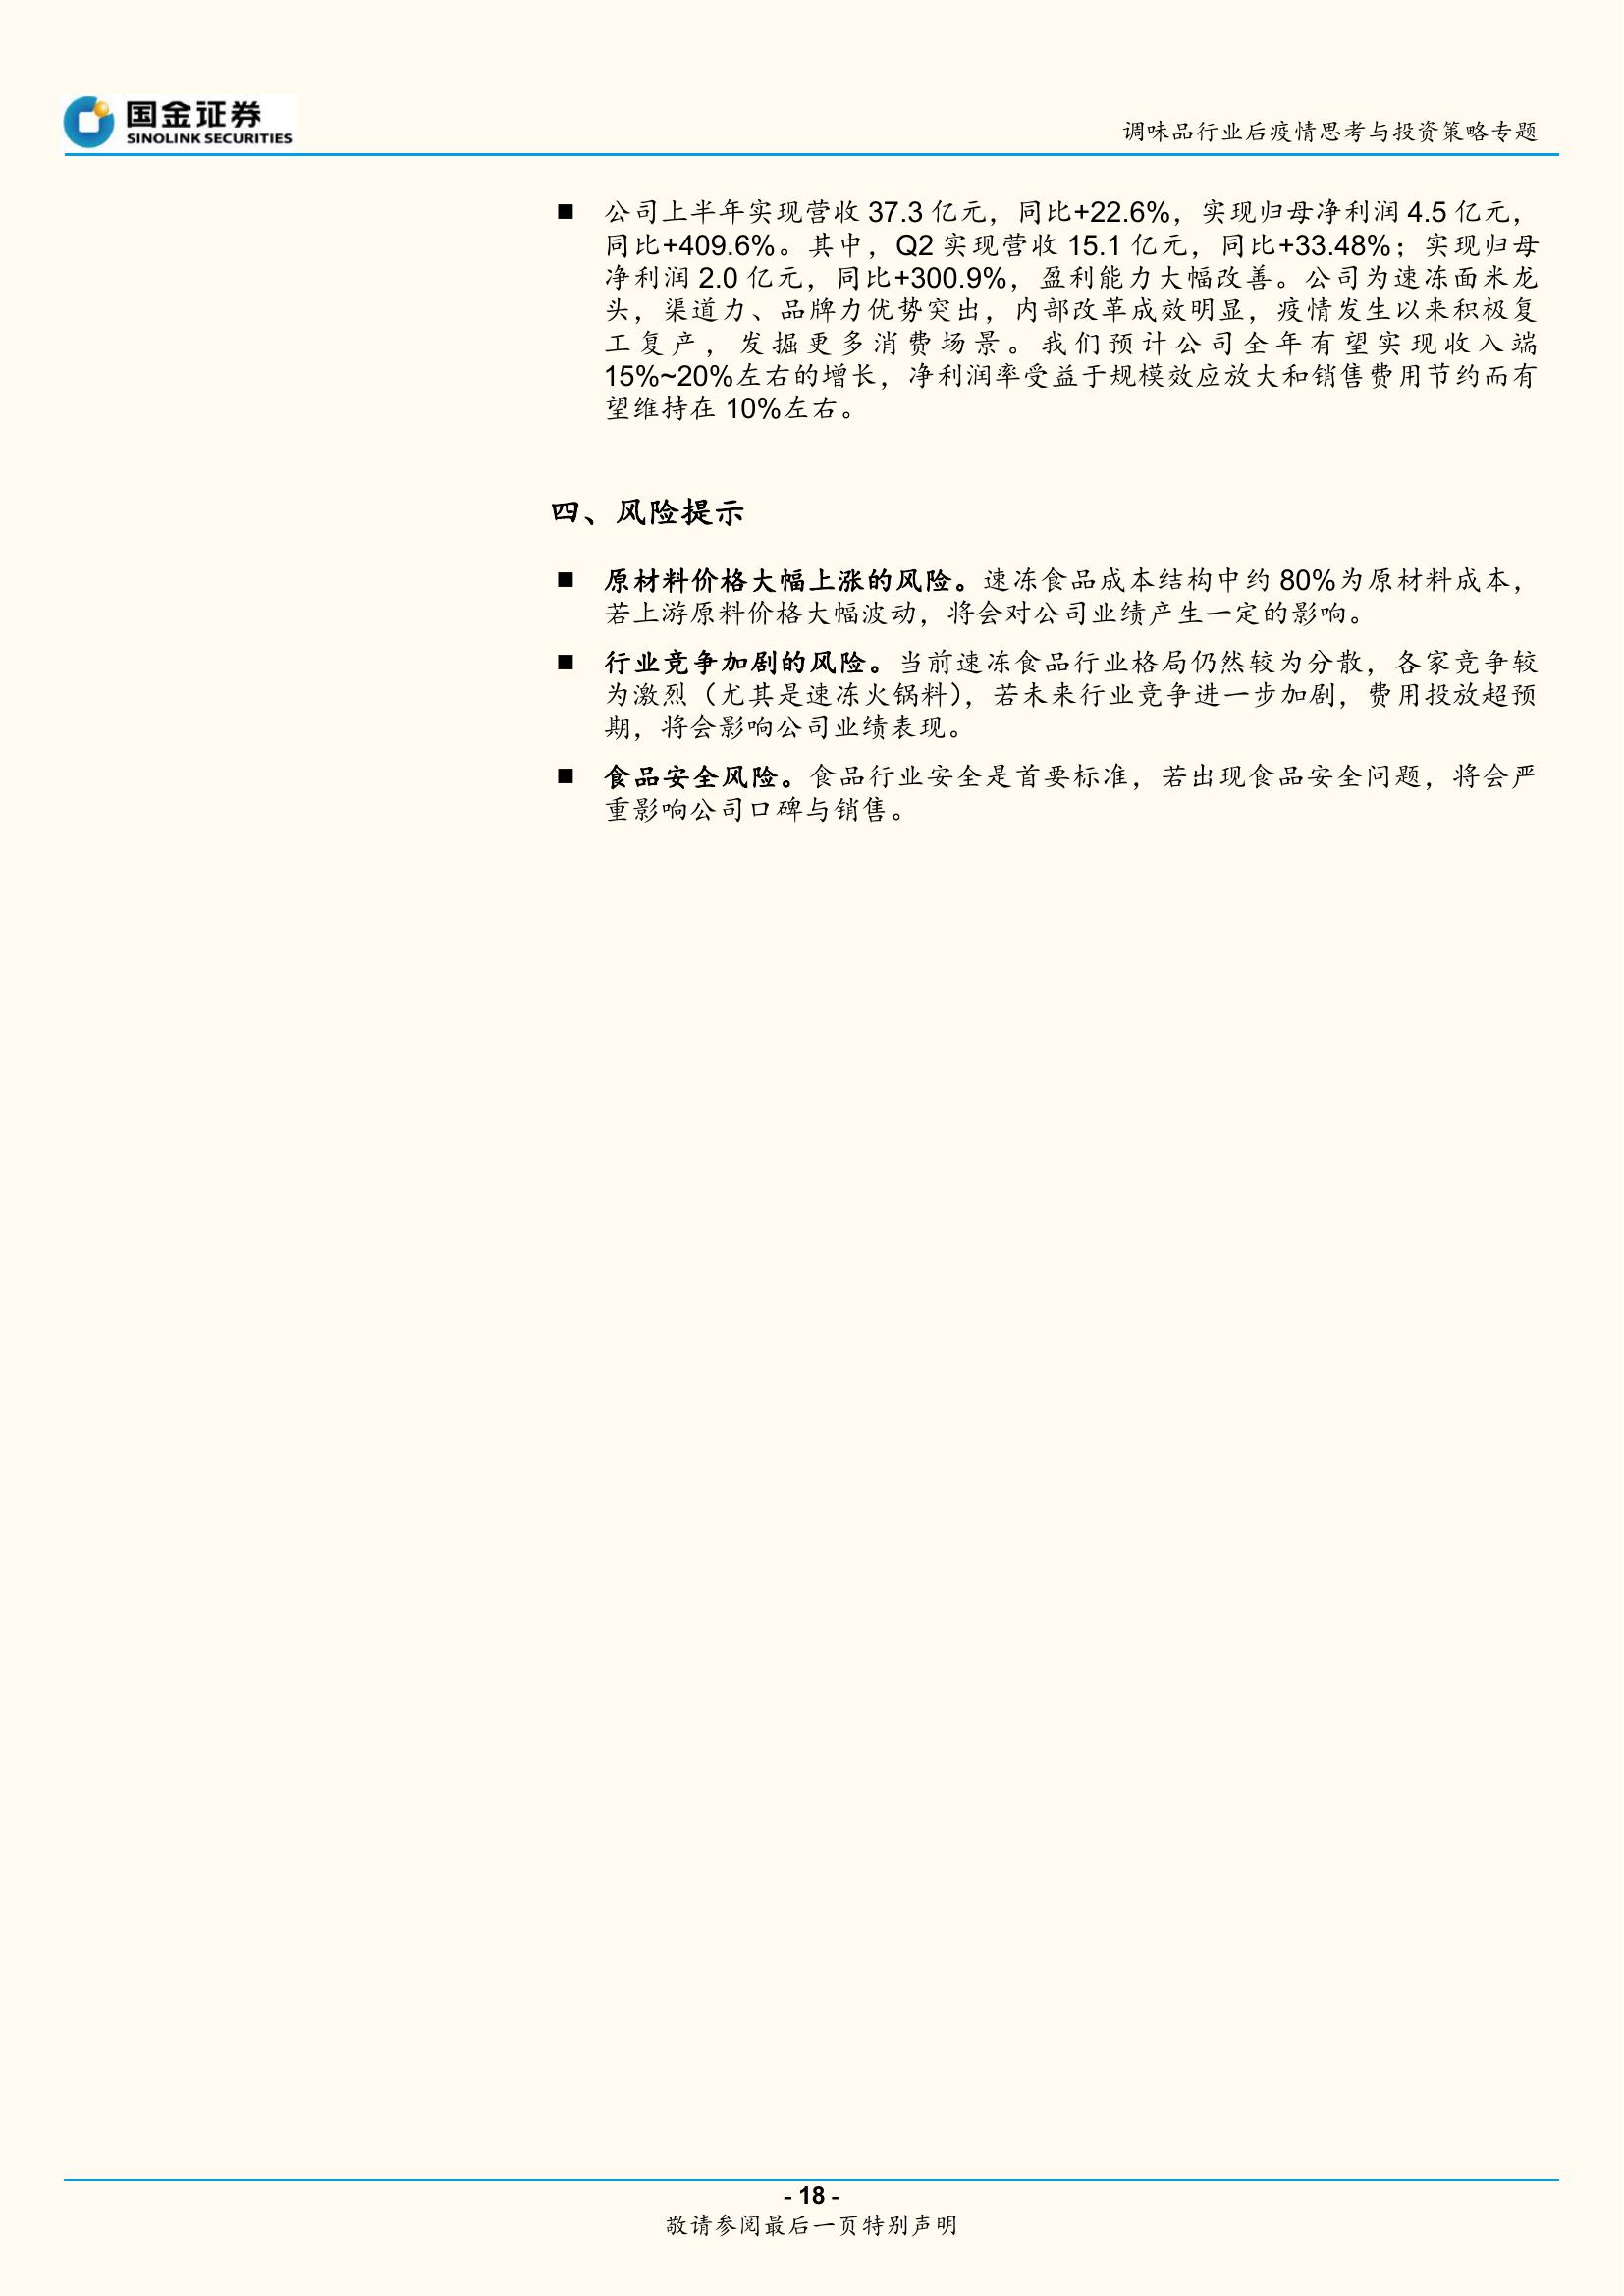 国金证券
SINOLINK SECURITIES
调味品行业后疫情思考与投资策略专题
■ 公司上半年实现营收 37.3 亿元，同比+22.6%，实现归母净利润 4.5 亿元，
同比+409.6%。其中，Q2 实现营收 15.1 亿元，同比+33.48%；实现归母
净利润 2.0 亿元，同比+300.9%，盈利能力大幅改善。公司为速冻面米龙
头，渠道力、品牌力优势突出，内部改革成效明显，疫情发生以来积极复
工复产，发掘更多消费场景。我们预计公司全年有望实现收入端
15%~20%左右的增长，净利润率受益于规模效应放大和销售费用节约而有
望维持在 10%左右。
四、风险提示
■ 原材料价格大幅上涨的风险。速冻食品成本结构中约 80%为原材料成本，
若上游原料价格大幅波动，将会对公司业绩产生一定的影响。
■ 行业竞争加剧的风险。当前速冻食品行业格局仍然较为分散，各家竞争较
为激烈（尤其是速冻火锅料），若未来行业竞争进一步加剧，费用投放超预
期，将会影响公司业绩表现。
■ 食品安全风险。食品行业安全是首要标准，若出现食品安全问题，将会严
重影响公司口碑与销售。
- 18 -
敬请参阅最后一页特别声明